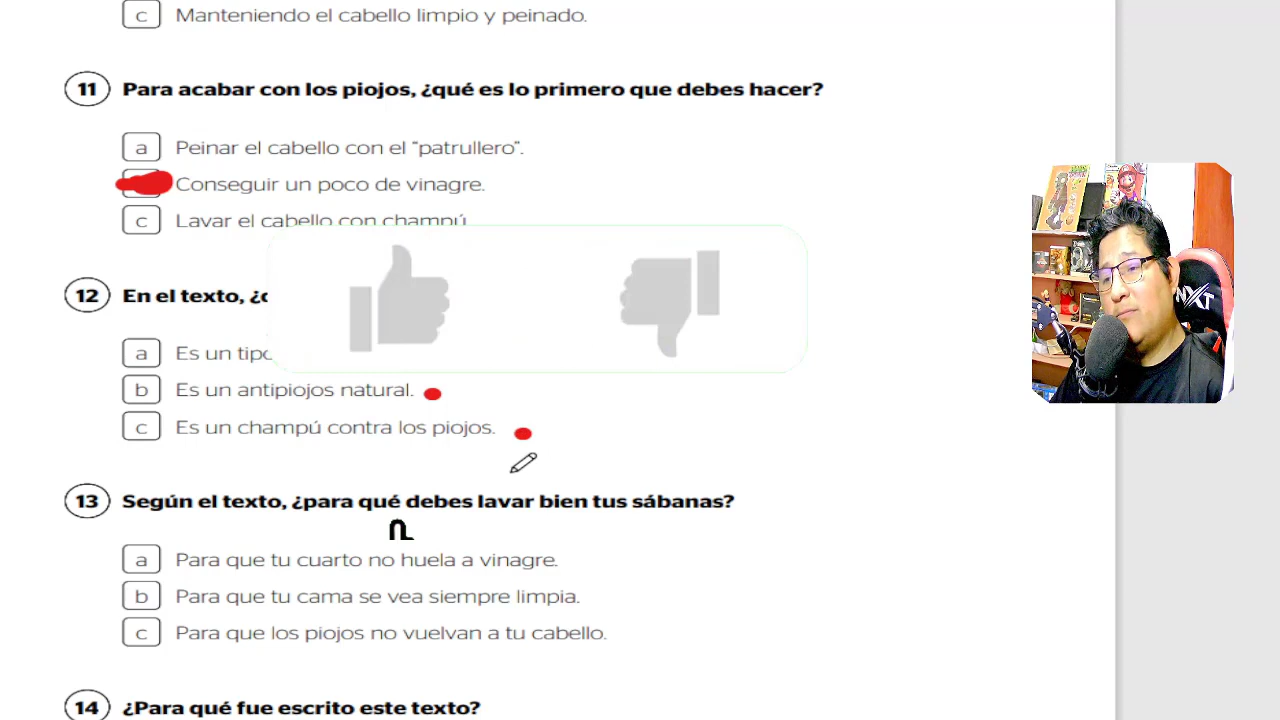 c Manteniendo el cabello limpio y peinado.
11 Para acabar con los piojos, ¿qué es lo primero que debes hacer?
a Peinar el cabello con el “patrullero”.
Conseguir un poco de vinagre.
c Lavar el cabello con champú
12 En el texto, ¿
a Es un tipo
b Es un antipiojos natural.
c Es un champú contra los piojos.
13 Según el texto, ¿para qué debes lavar bien tus sábanas?
a Para que tu cuarto no huela a vinagre.
b Para que tu cama se vea siempre limpia.
c Para que los piojos no vuelvan a tu cabello.
14 ¿Para qué fue escrito este texto?
NXT